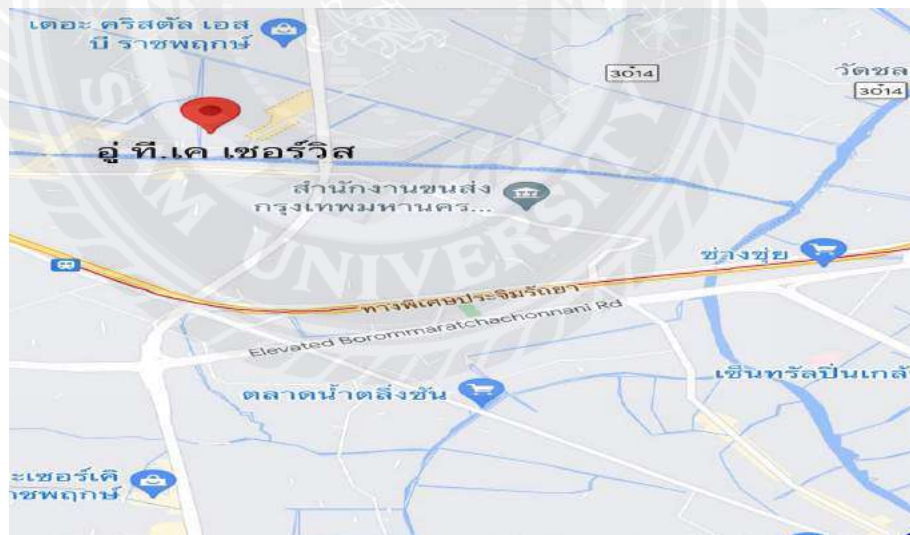 เดอะ คริสตัล เอส
บี ราชพฤกษ์
3014
วัดชล
3014
อู่ ที.เค เซอร์วิส
สำนักงานขนส่ง
กรุงเทพมหานคร...
UNIVERSITY
ช่างชุ่ย
ทางพิเศษประจิมรัถยา
Elevated Borommaratchachonnani Rd
เซ็นทรัลปิ่นเกล้
ตลาดน้ำตลิ่งชัน
ะเซอร์เคิ
าชพฤกษ์